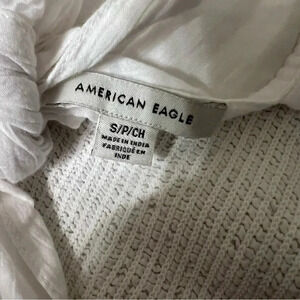 AMERICAN EAGLE
S/P/CH
MADE IN INDIA
FABRIQUÉ EN
INDE